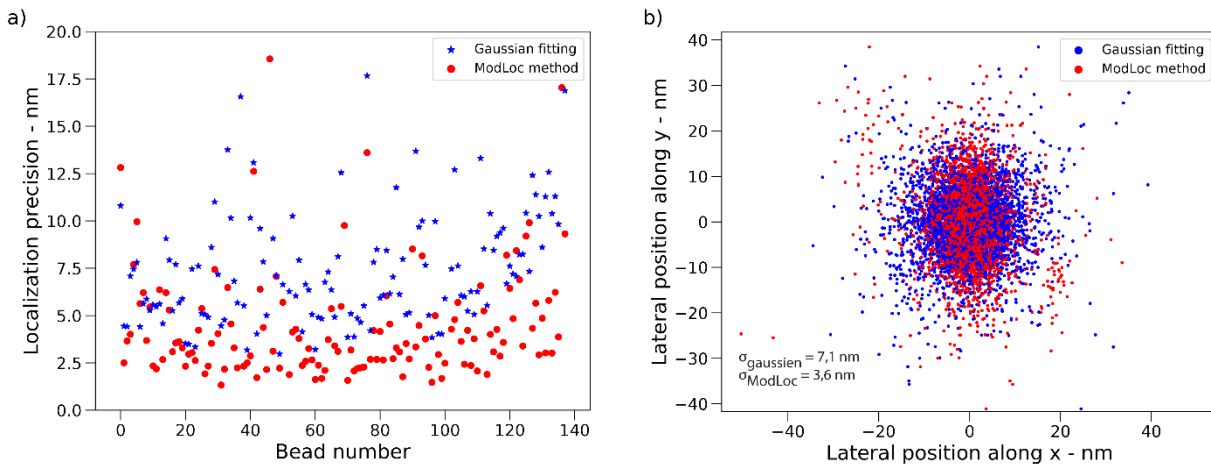 a)
Localization precision - nm
20.0
17.5
15.0
12.5
10.0
7.5
5.0
2.5
0.0
Gaussian fitting
ModLoc method
0 20 40 60 80 100 120 140
Bead number
b)
Lateral position along y - nm
40
30
20
10
0
−10
−20
−30
−40
Gaussian fitting
ModLoc method
σgaussien = 7,1 nm
σModLoc = 3,6 nm
−40 −20 0 20 40
Lateral position along x - nm